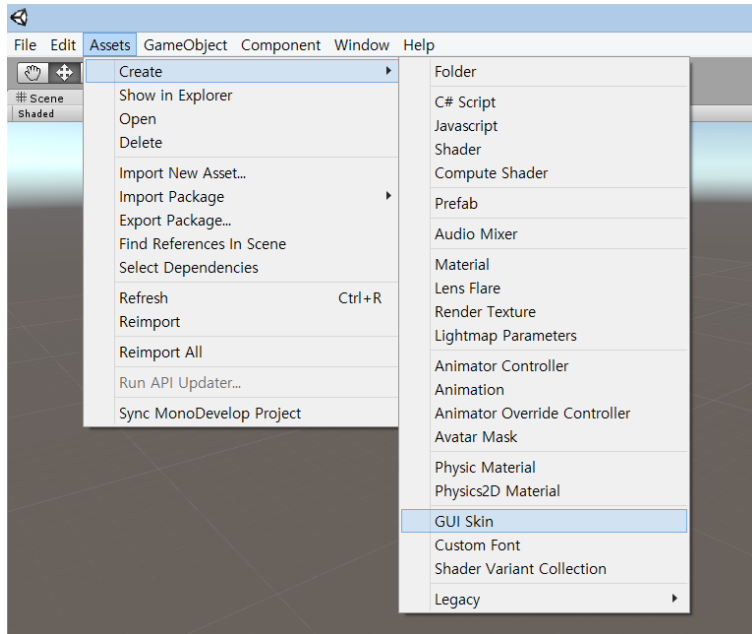 File Edit Assets GameObject Component Window Help
# Scene
Shaded
Create
Show in Explorer
Open
Delete
Import New Asset...
Import Package
Export Package...
Find References In Scene
Select Dependencies
Refresh Ctrl+R
Reimport
Reimport All
Run API Updater...
Sync MonoDevelop Project
Folder
C# Script
Javascript
Shader
Compute Shader
Prefab
Audio Mixer
Material
Lens Flare
Render Texture
Lightmap Parameters
Animator Controller
Animation
Animator Override Controller
Avatar Mask
Physic Material
Physics2D Material
GUI Skin
Custom Font
Shader Variant Collection
Legacy